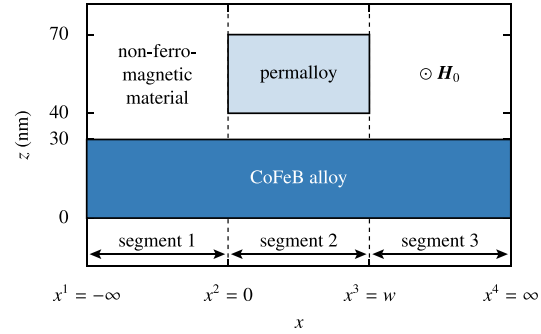 70
non-ferro-
magnetic
material
permalloy
⊙ H₀
40
30
z (nm)
CoFeB alloy
0
segment 1
segment 2
segment 3
x¹ = −∞
x² = 0
x³ = w
x⁴ = ∞
x